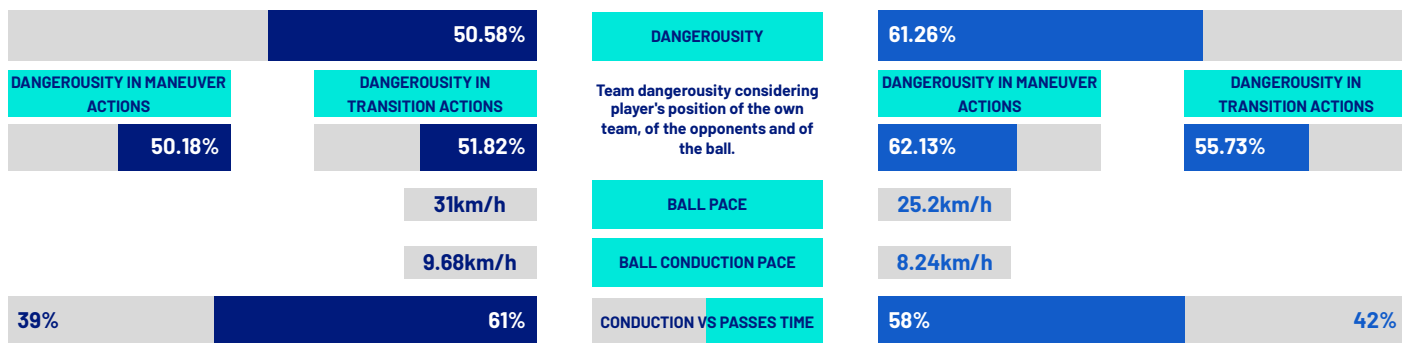 50.58%
DANGEROUSITY
61.26%
DANGEROUSITY IN MANEUVER
ACTIONS
DANGEROUSITY IN
TRANSITION ACTIONS
Team dangerousity considering
player's position of the own
team, of the opponents and of
the ball.
DANGEROUSITY IN MANEUVER
ACTIONS
DANGEROUSITY IN
TRANSITION ACTIONS
50.18%
51.82%
62.13%
55.73%
31km/h
BALL PACE
25.2km/h
9.68km/h
BALL CONDUCTION PACE
8.24km/h
39%
61%
CONDUCTION VS PASSES TIME
58%
42%